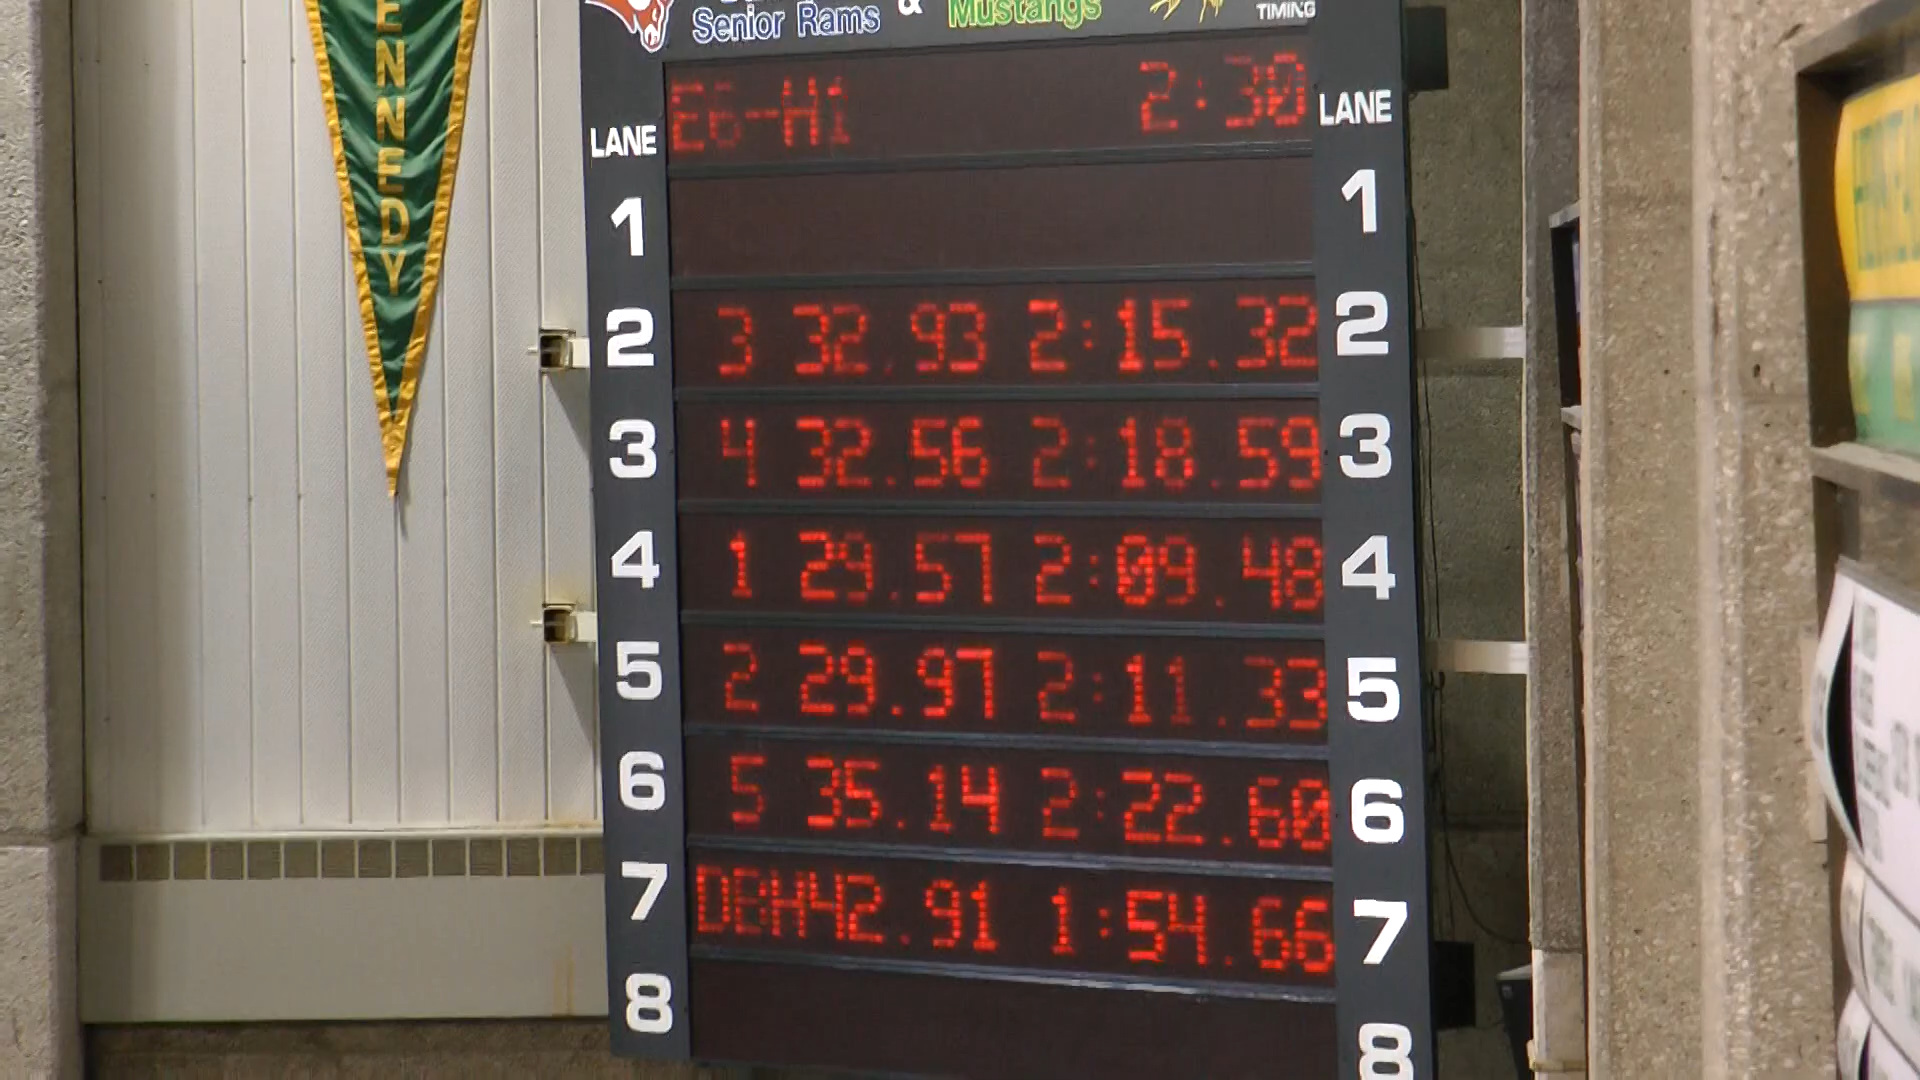 Senior Rams & Mustangs
TIMING
ENNEDY
E6-H1 2:30
LANE LANE
1 1
2 3 32.93 2:15.32 2
3 4 32.56 2:18.59 3
4 1 29.57 2:09.48 4
5 2 29.97 2:11.33 5
6 5 35.14 2:22.60 6
7 DBH42.91 1:54.66 7
8 8